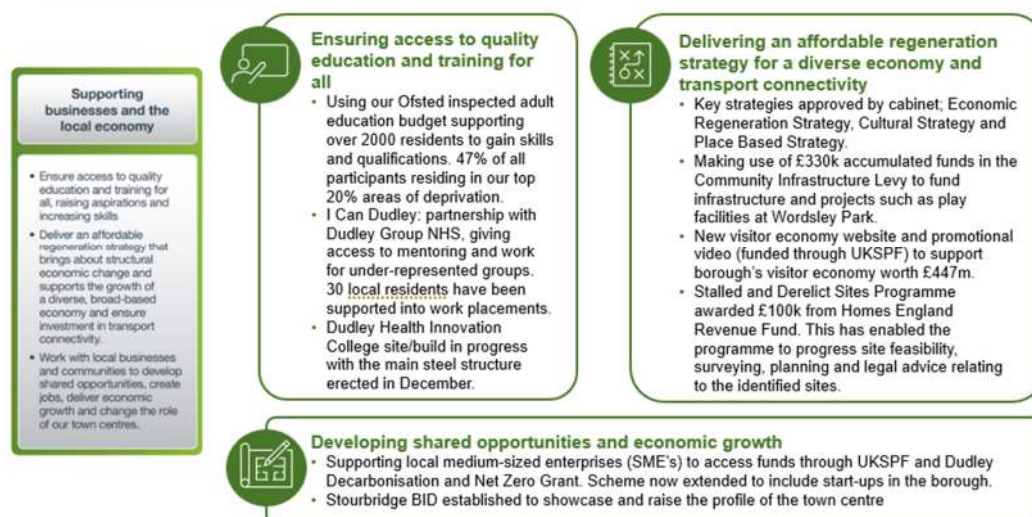 Supporting
businesses and the
local economy
• Ensure access to quality
education and training for
all, raising aspirations and
increasing skills
• Deliver an affordable
regeneration strategy that
brings about structural
economic change and
supports the growth of
a diverse, broad-based
economy and ensure
investment in transport
connectivity.
• Work with local businesses
and communities to develop
shared opportunities, create
jobs, deliver economic
growth and change the role
of our town centres.
Ensuring access to quality
education and training for
all
• Using our Ofsted inspected adult
education budget supporting
over 2000 residents to gain skills
and qualifications. 47% of all
participants residing in our top
20% areas of deprivation.
• I Can Dudley: partnership with
Dudley Group NHS, giving
access to mentoring and work
for under-represented groups.
30 local residents have been
supported into work placements.
• Dudley Health Innovation
College site/build in progress
with the main steel structure
erected in December.
Delivering an affordable regeneration
strategy for a diverse economy and
transport connectivity
• Key strategies approved by cabinet; Economic
Regeneration Strategy, Cultural Strategy and
Place Based Strategy.
• Making use of £330k accumulated funds in the
Community Infrastructure Levy to fund
infrastructure and projects such as play
facilities at Wordsley Park.
• New visitor economy website and promotional
video (funded through UKSPF) to support
borough's visitor economy worth £447m.
• Stalled and Derelict Sites Programme
awarded £100k from Homes England
Revenue Fund. This has enabled the
programme to progress site feasibility,
surveying, planning and legal advice relating
to the identified sites.
Developing shared opportunities and economic growth
• Supporting local medium-sized enterprises (SME's) to access funds through UKSPF and Dudley
Decarbonisation and Net Zero Grant. Scheme now extended to include start-ups in the borough.
• Stourbridge BID established to showcase and raise the profile of the town centre